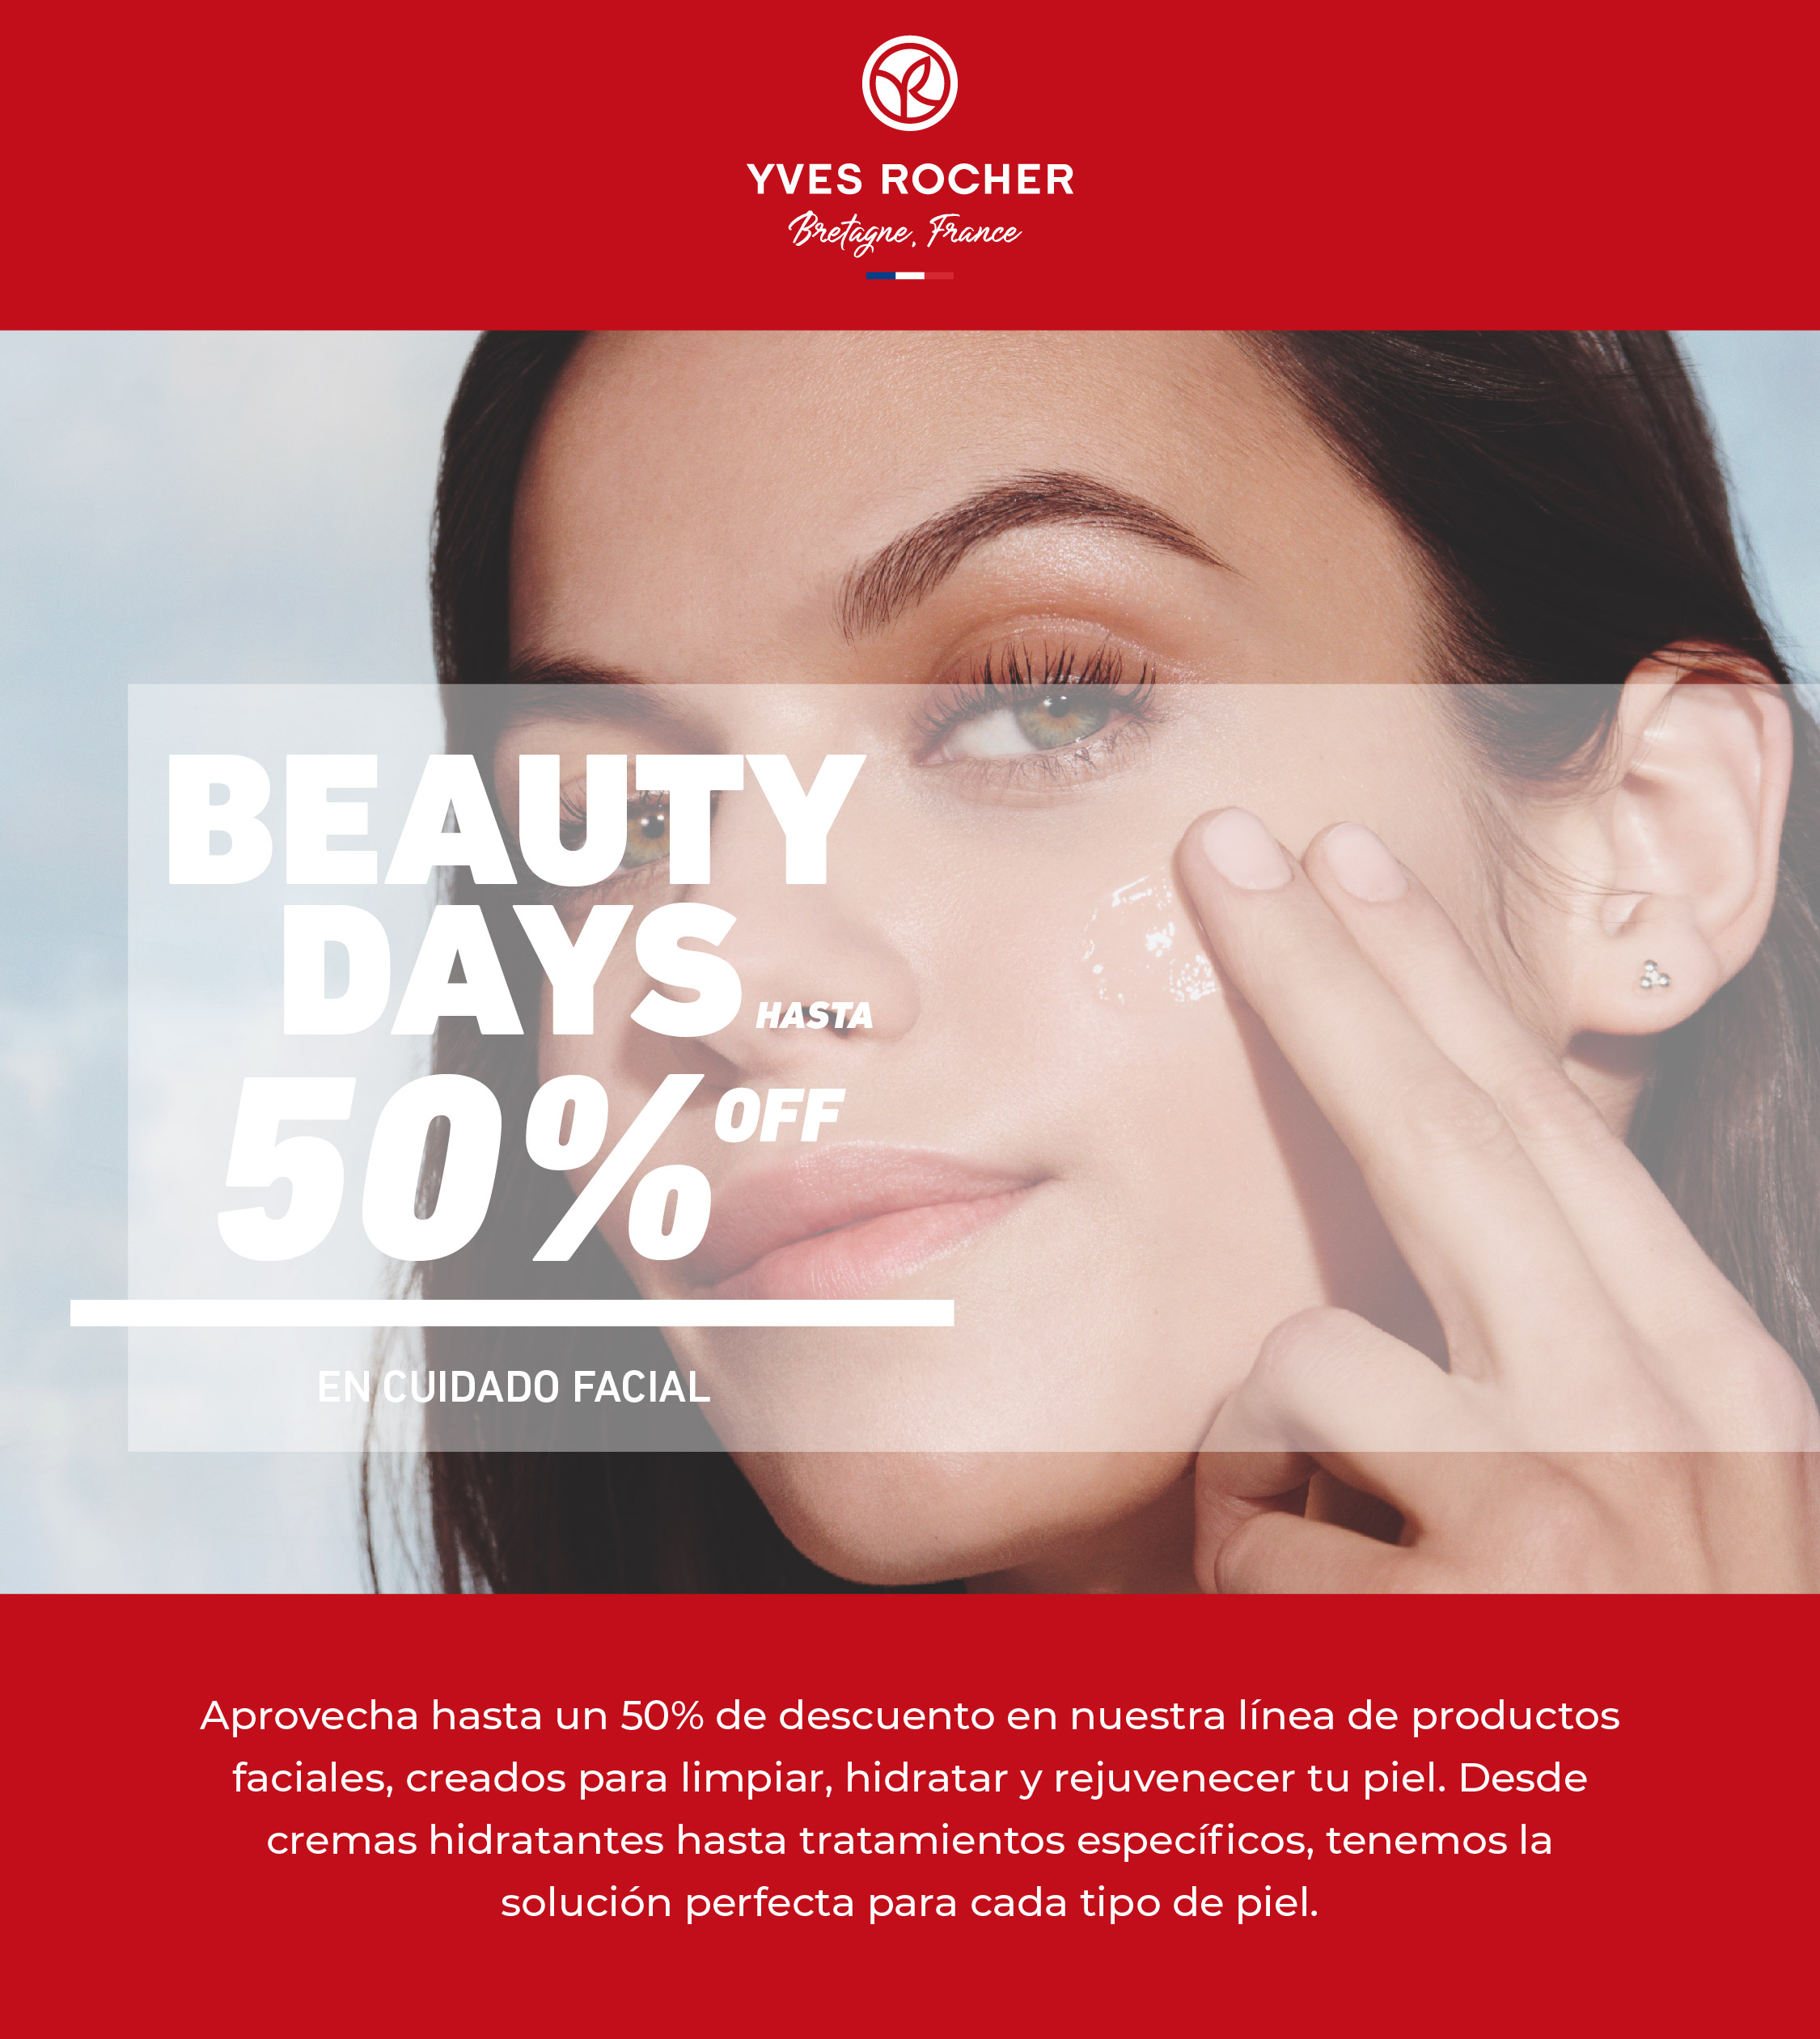 YVES ROCHER
Bretagne, France
BEAUTY
DAYS HASTA
50% OFF
EN CUIDADO FACIAL
Aprovecha hasta un 50% de descuento en nuestra línea de productos
faciales, creados para limpiar, hidratar y rejuvenecer tu piel. Desde
cremas hidratantes hasta tratamientos específicos, tenemos la
solución perfecta para cada tipo de piel.